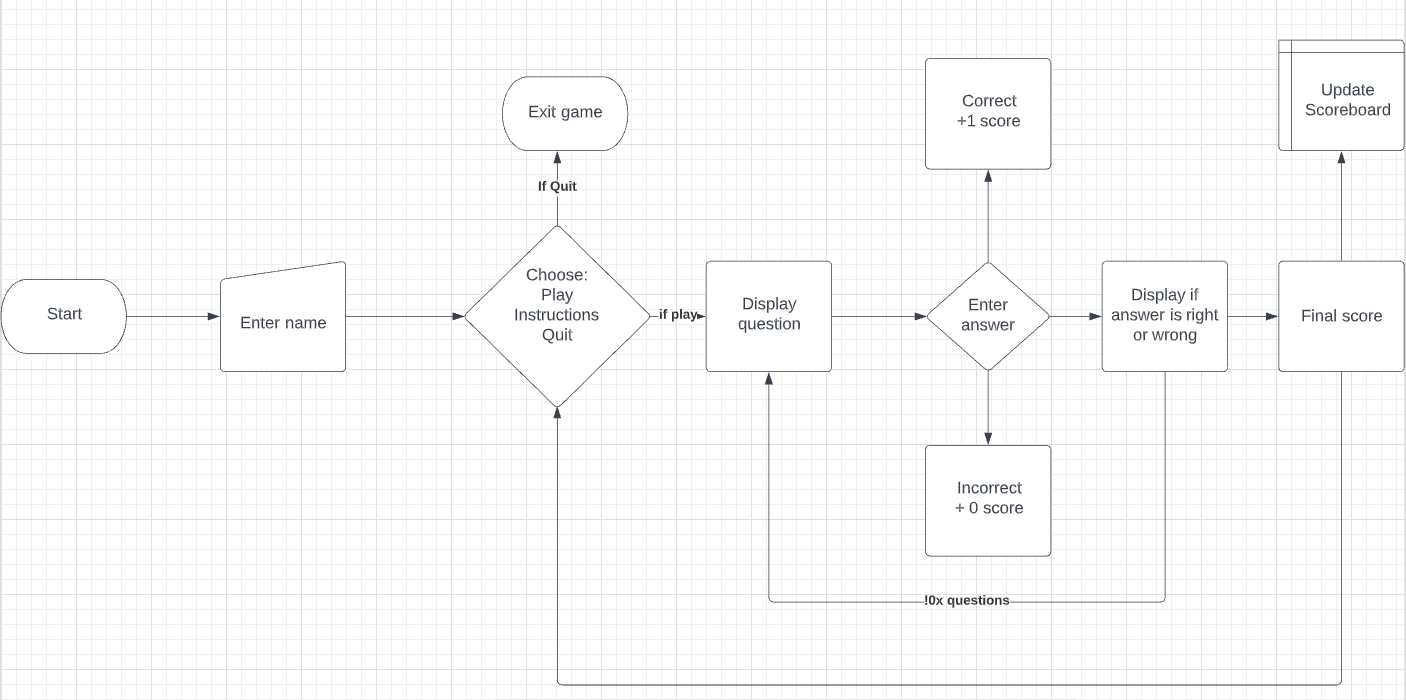 Start
Enter name
Exit game
If Quit
Choose:
Play
Instructions
Quit
if play
Display
question
Correct
+1 score
Enter
answer
Incorrect
+ 0 score
Display if
answer is right
or wrong
!0x questions
Final score
Update
Scoreboard